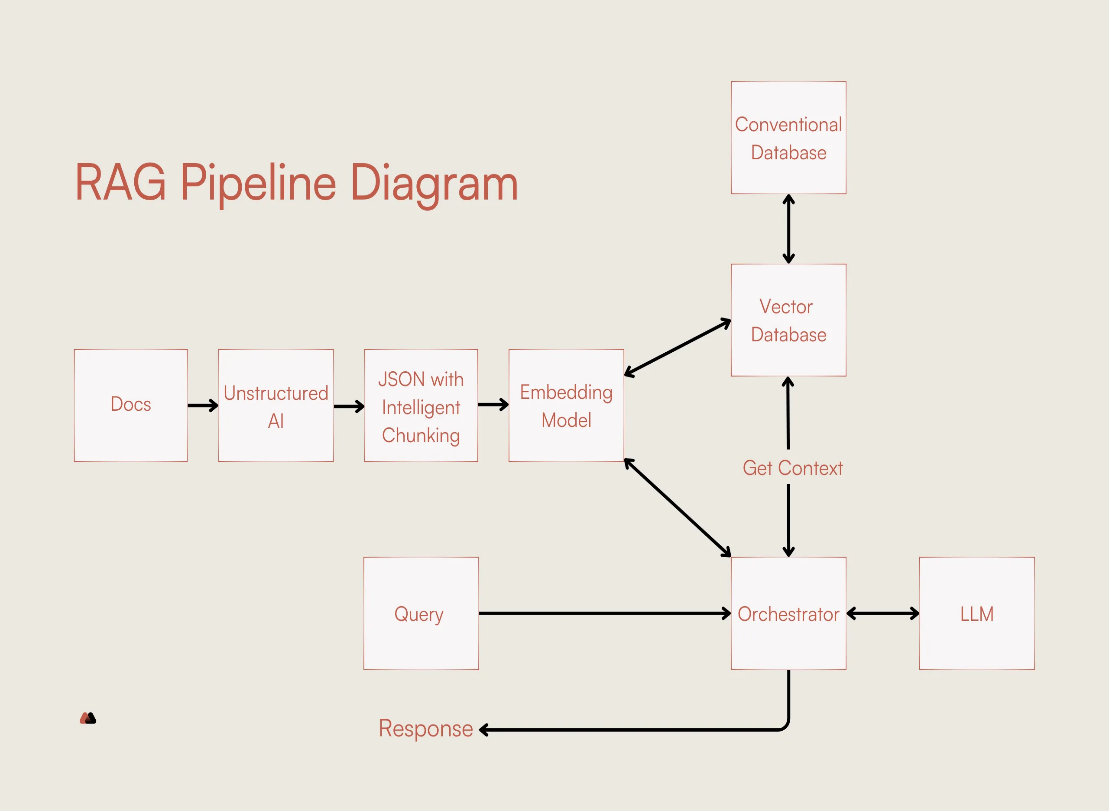 RAG Pipeline Diagram
Conventional
Database
Vector
Database
Docs
Unstructured
AI
JSON with
Intelligent
Chunking
Embedding
Model
Get Context
Query
Orchestrator
LLM
Response